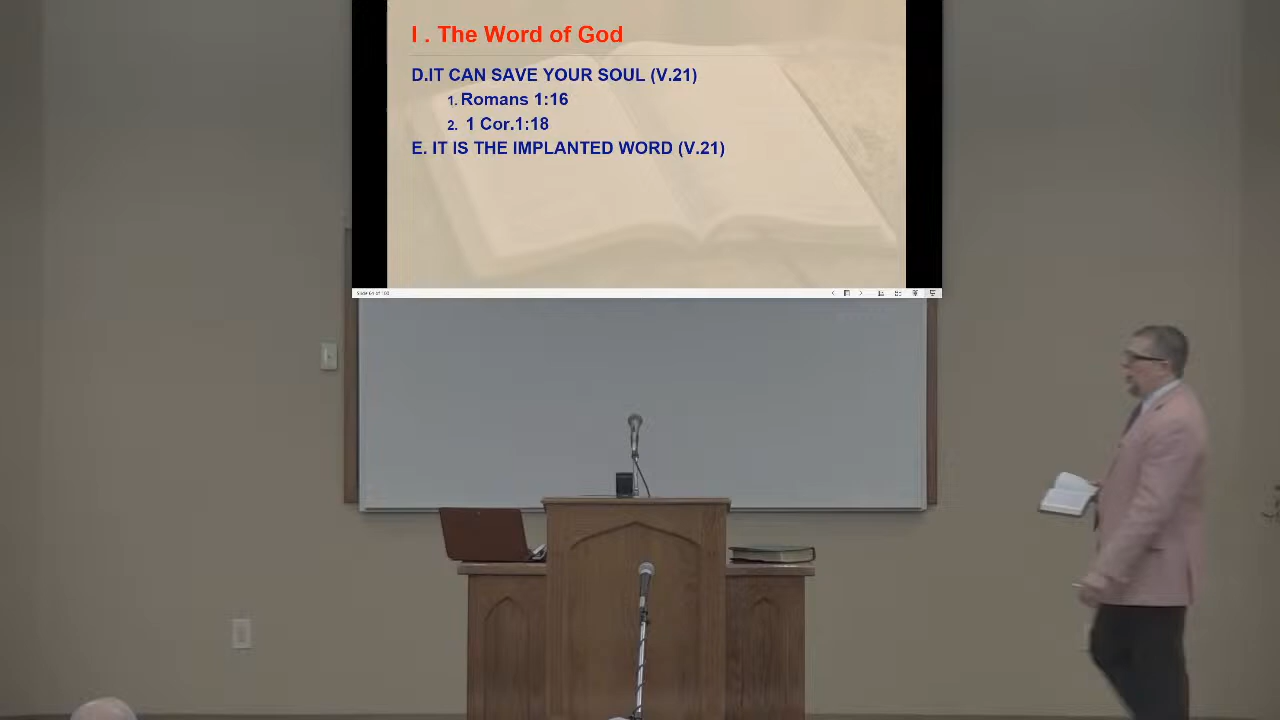 I . The Word of God
D.IT CAN SAVE YOUR SOUL (V.21)
1. Romans 1:16
2. 1 Cor.1:18
E. IT IS THE IMPLANTED WORD (V.21)